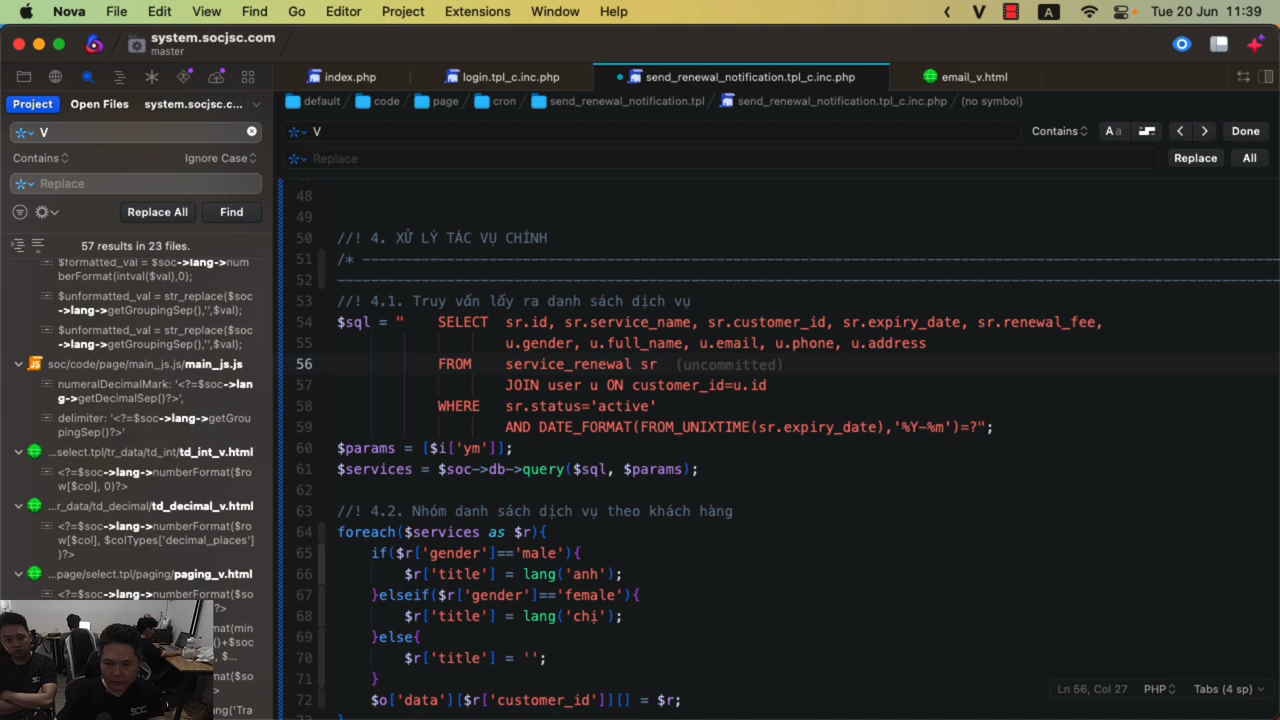 Nova File Edit View Find Go Editor Project Extensions Window Help A Tue 20 Jun 11:39
system.socjsc.com
master
index.php login.tpl_c.inc.php send_renewal_notification.tpl_c.inc.php email_v.html
Project Open Files system.socjsc.co...
default code page cron send_renewal_notification.tpl send_renewal_notification.tpl_c.inc.php (no symbol)
V
V Contains Aa Done
Contains Ignore Case
Replace Replace All
Replace
Replace All Find
57 results in 23 files.
$formatted_val = $soc->lang->num
berFormat(intval($val),0);
$unformatted_val = str_replace($soc
->lang->getGroupingSep(),'',$val);
$unformatted_val = str_replace($soc
->lang->getGroupingSep(),'',$val);
soc/code/page/main_js.js/main_js.js
numeralDecimalMark: '<?=$soc->lan
g->getDecimalSep()?>',
delimiter: '<?=$soc->lang->getGrou
pingSep()?>'
...select.tpl/tr_data/td_int/td_int_v.html
<?=$soc->lang->numberFormat($ro
w[$col], 0)?>
...r_data/td_decimal/td_decimal_v.html
<?=$soc->lang->numberFormat($ro
w[$col], $colTypes['decimal_places']
)?>
...page/select.tpl/paging/paging_v.html
48
49
50 //! 4. XỬ LÝ TÁC VỤ CHÍNH
51 /* ----------------------------------------------------------------
52 ----------------------------------------------------------------
53 //! 4.1. Truy vấn lấy ra danh sách dịch vụ
54 $sql = " SELECT sr.id, sr.service_name, sr.customer_id, sr.expiry_date, sr.renewal_fee,
55 u.gender, u.full_name, u.email, u.phone, u.address
56 FROM service_renewal sr (uncommitted)
57 JOIN user u ON customer_id=u.id
58 WHERE sr.status='active'
59 AND DATE_FORMAT(FROM_UNIXTIME(sr.expiry_date),'%Y-%m')=?";
60 $params = [$i['ym']];
61 $services = $soc->db->query($sql, $params);
62
63 //! 4.2. Nhóm danh sách dịch vụ theo khách hàng
64 foreach($services as $r){
65 if($r['gender']=='male'){
66 $r['title'] = lang('anh');
67 }elseif($r['gender']=='female'){
68 $r['title'] = lang('chị');
69 }else{
70 $r['title'] = '';
71 }
72 $o['data'][$r['customer_id']][] = $r;
Ln 56, Col 27 PHP Tabs (4 sp)